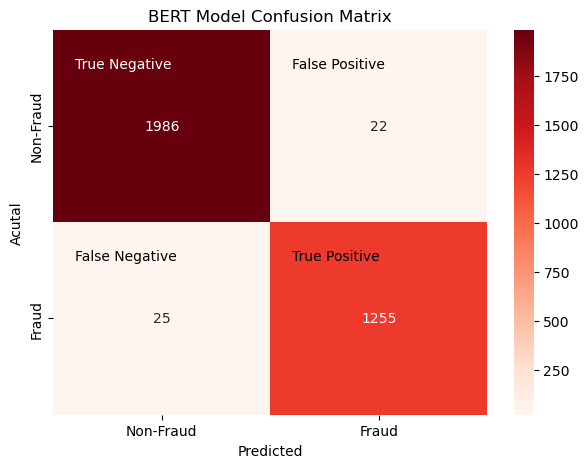 BERT Model Confusion Matrix
True Negative
False Positive
1986
22
Non-Fraud
Acutal
False Negative
True Positive
25
1255
Fraud
Non-Fraud
Fraud
Predicted
1750
1500
1250
1000
750
500
250